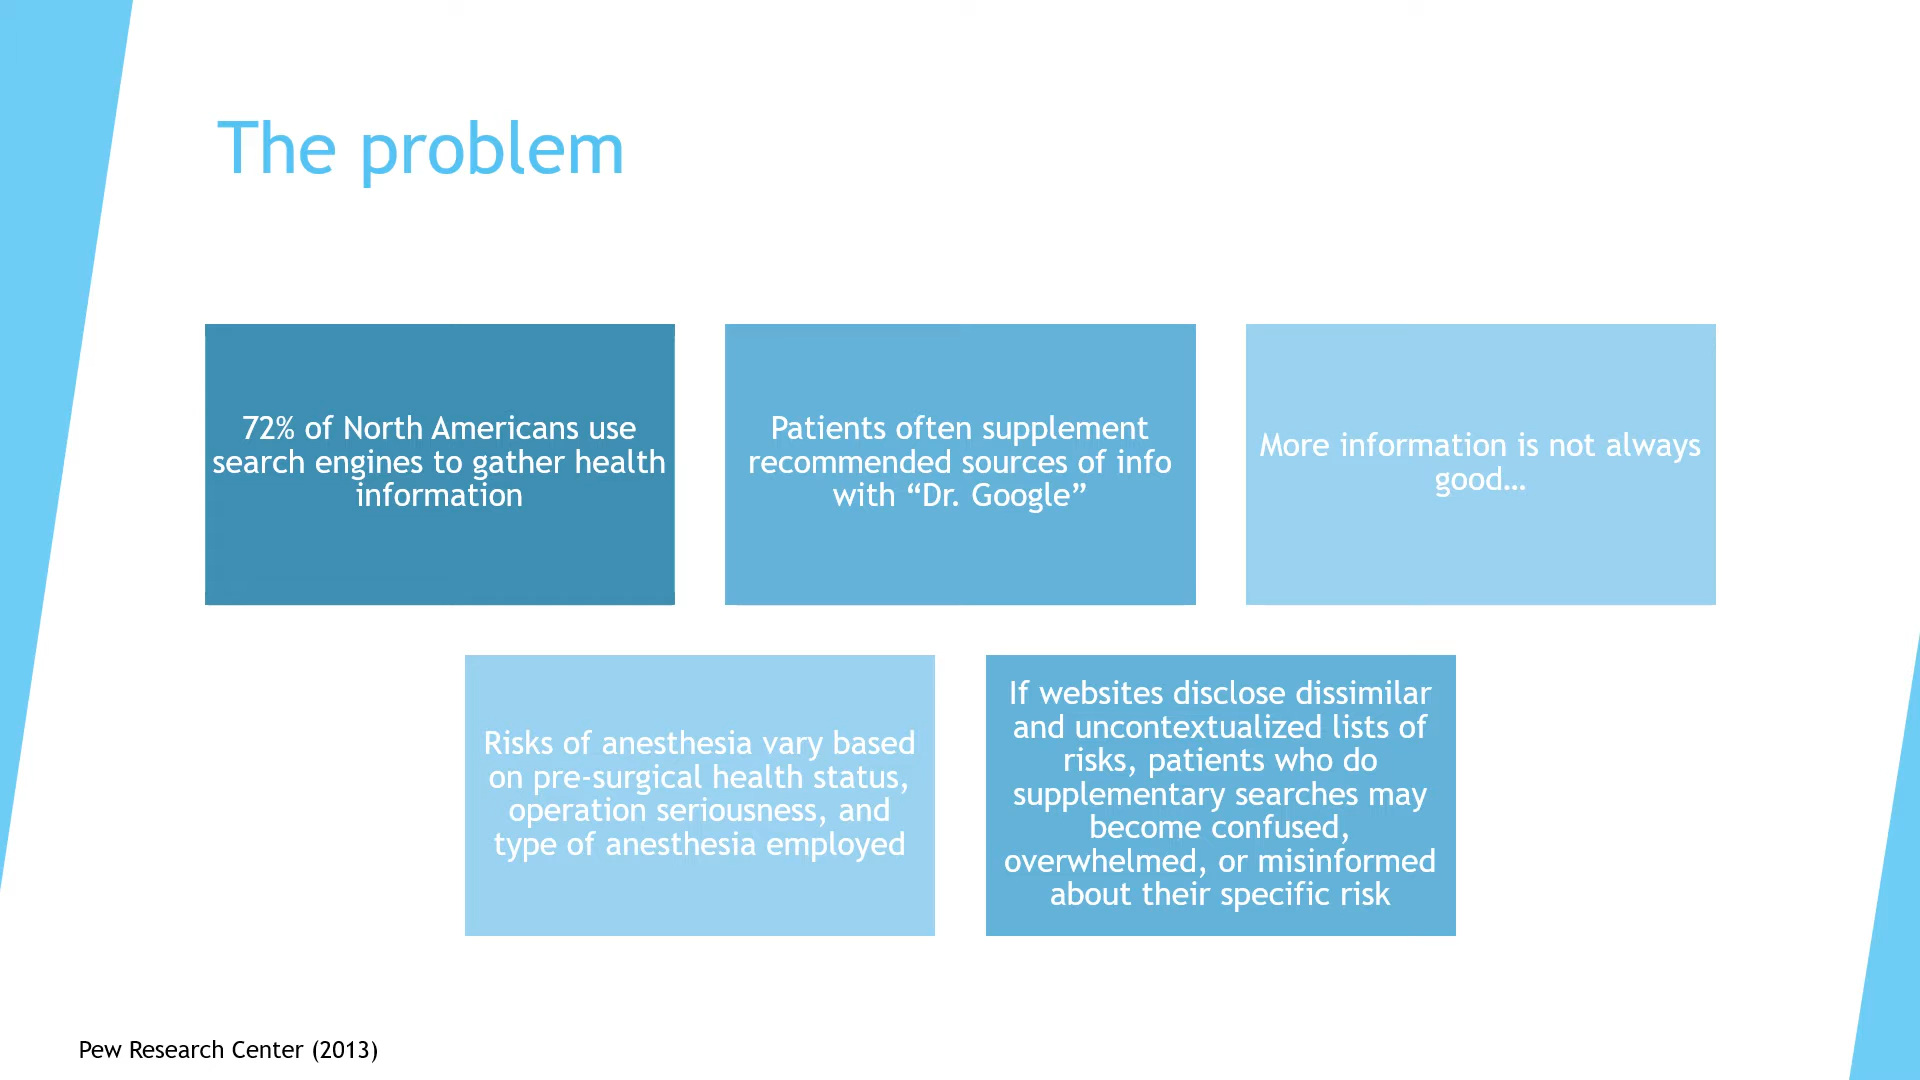 The problem
72% of North Americans use
search engines to gather health
information
Patients often supplement
recommended sources of info
with “Dr. Google”
More information is not always
good…
Risks of anesthesia vary based
on pre-surgical health status,
operation seriousness, and
type of anesthesia employed
If websites disclose dissimilar
and uncontextualized lists of
risks, patients who do
supplementary searches may
become confused,
overwhelmed, or misinformed
about their specific risk
Pew Research Center (2013)